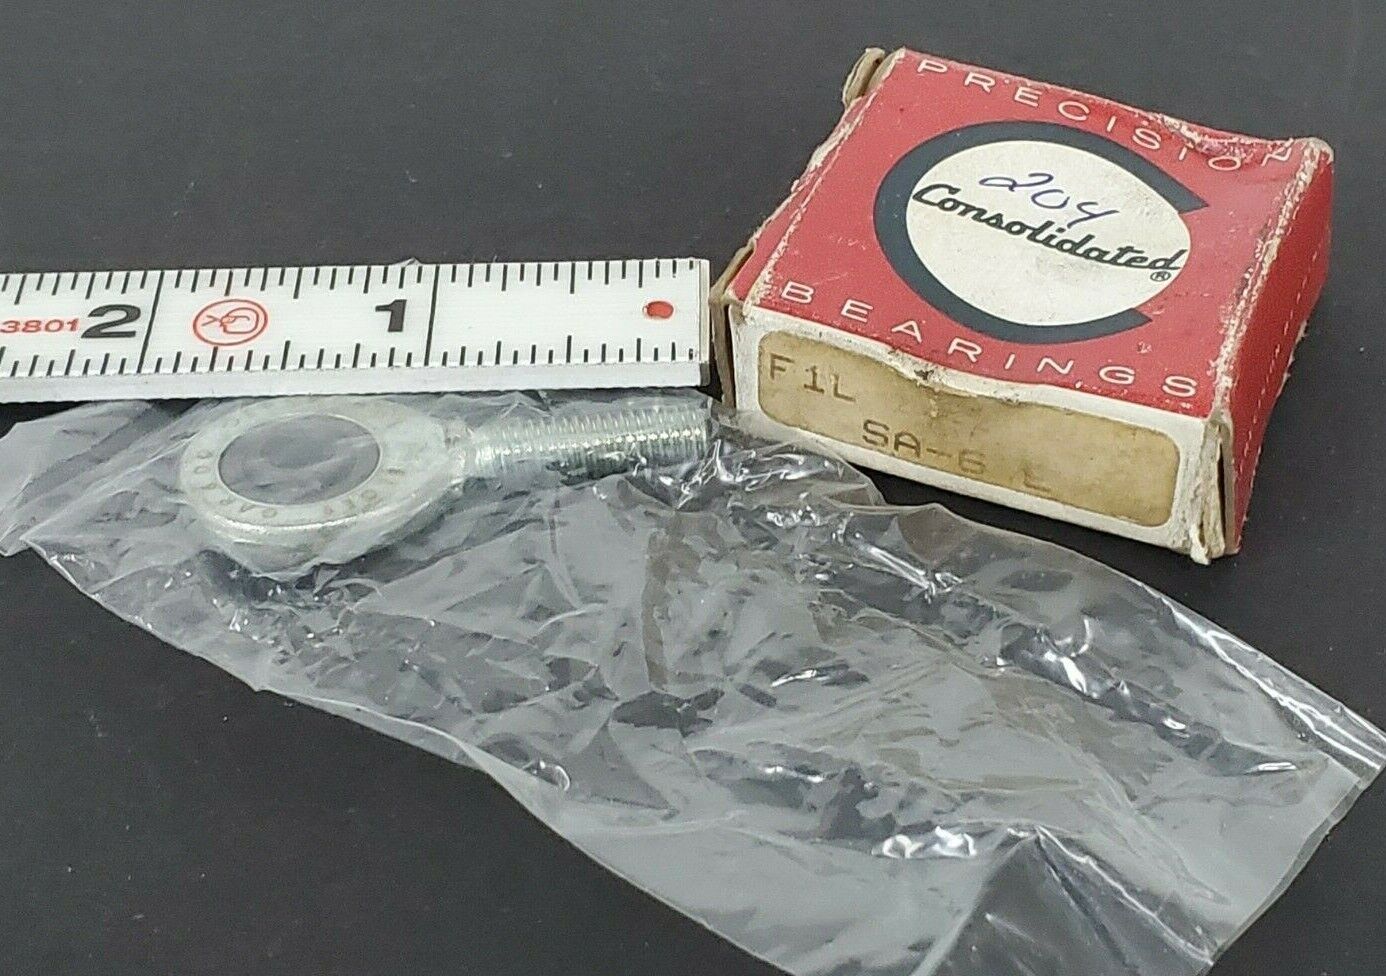 PRECISION
204
Consolidated®
BEARINGS
F1L
SA-6 L
3801 2 1